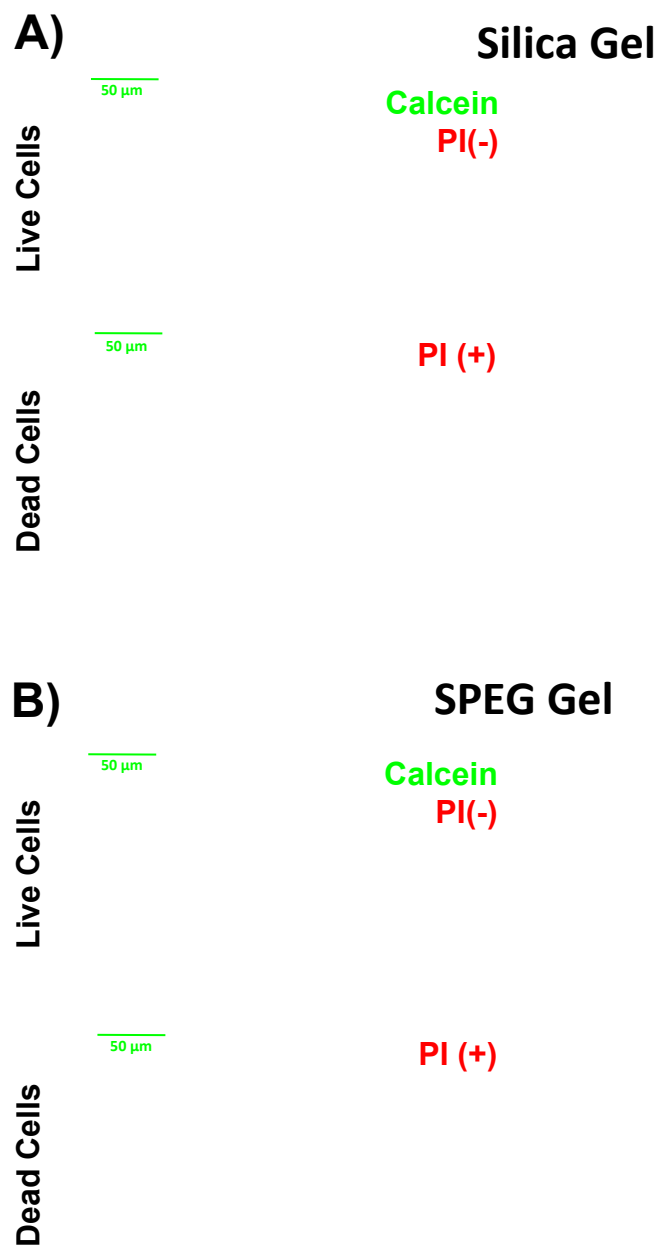 A)
Silica Gel
50 µm
Calcein
PI(-)
Live Cells
50 µm
PI (+)
Dead Cells
B)
SPEG Gel
50 µm
Calcein
PI(-)
Live Cells
50 µm
PI (+)
Dead Cells